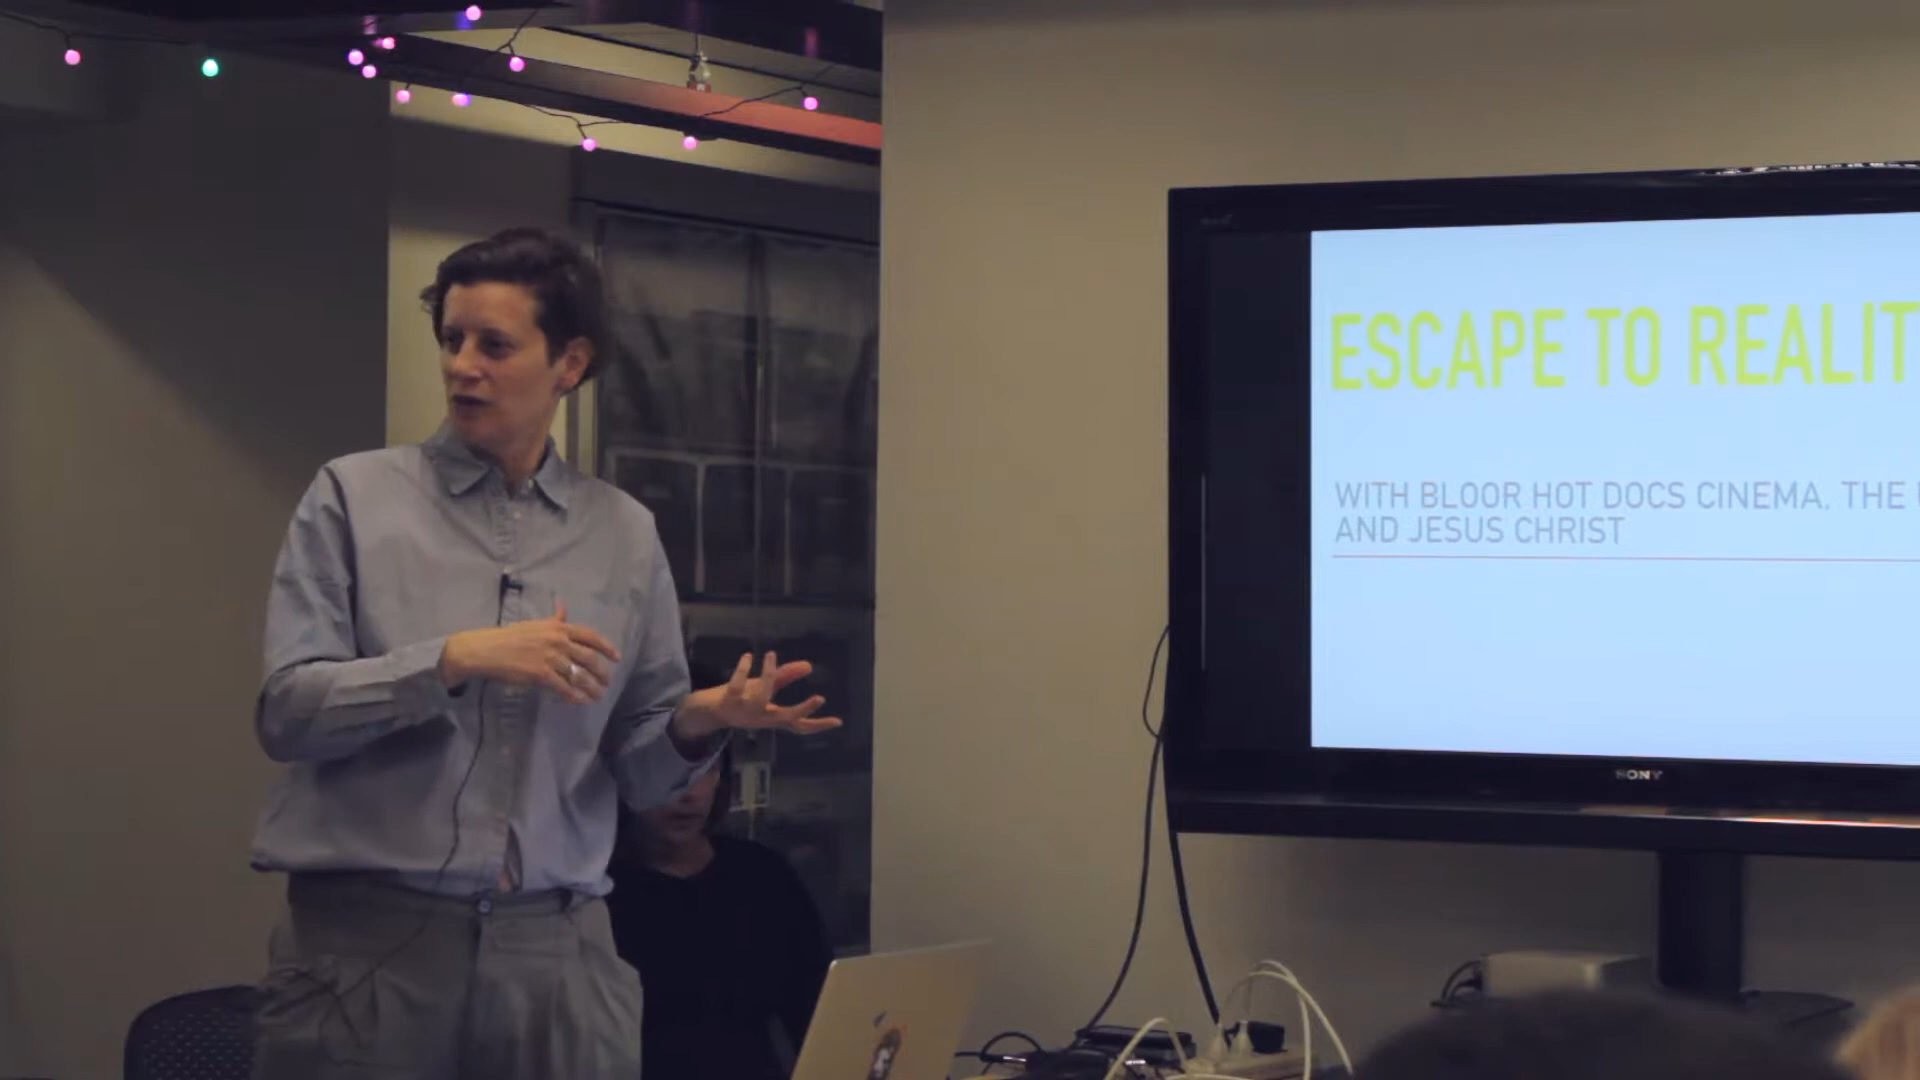 ESCAPE TO REALIT
WITH BLOOR HOT DOCS CINEMA, THE
AND JESUS CHRIST
SONY